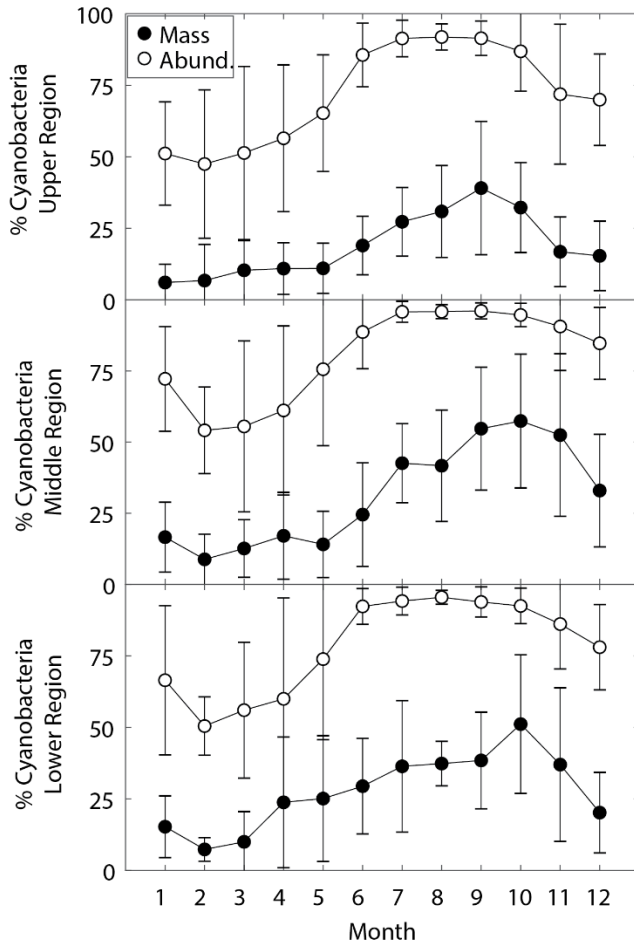 Mass
Abund.
% Cyanobacteria
Upper Region
100
75
50
25
0
% Cyanobacteria
Middle Region
75
50
25
0
% Cyanobacteria
Lower Region
75
50
25
0
1 2 3 4 5 6 7 8 9 10 11 12
Month